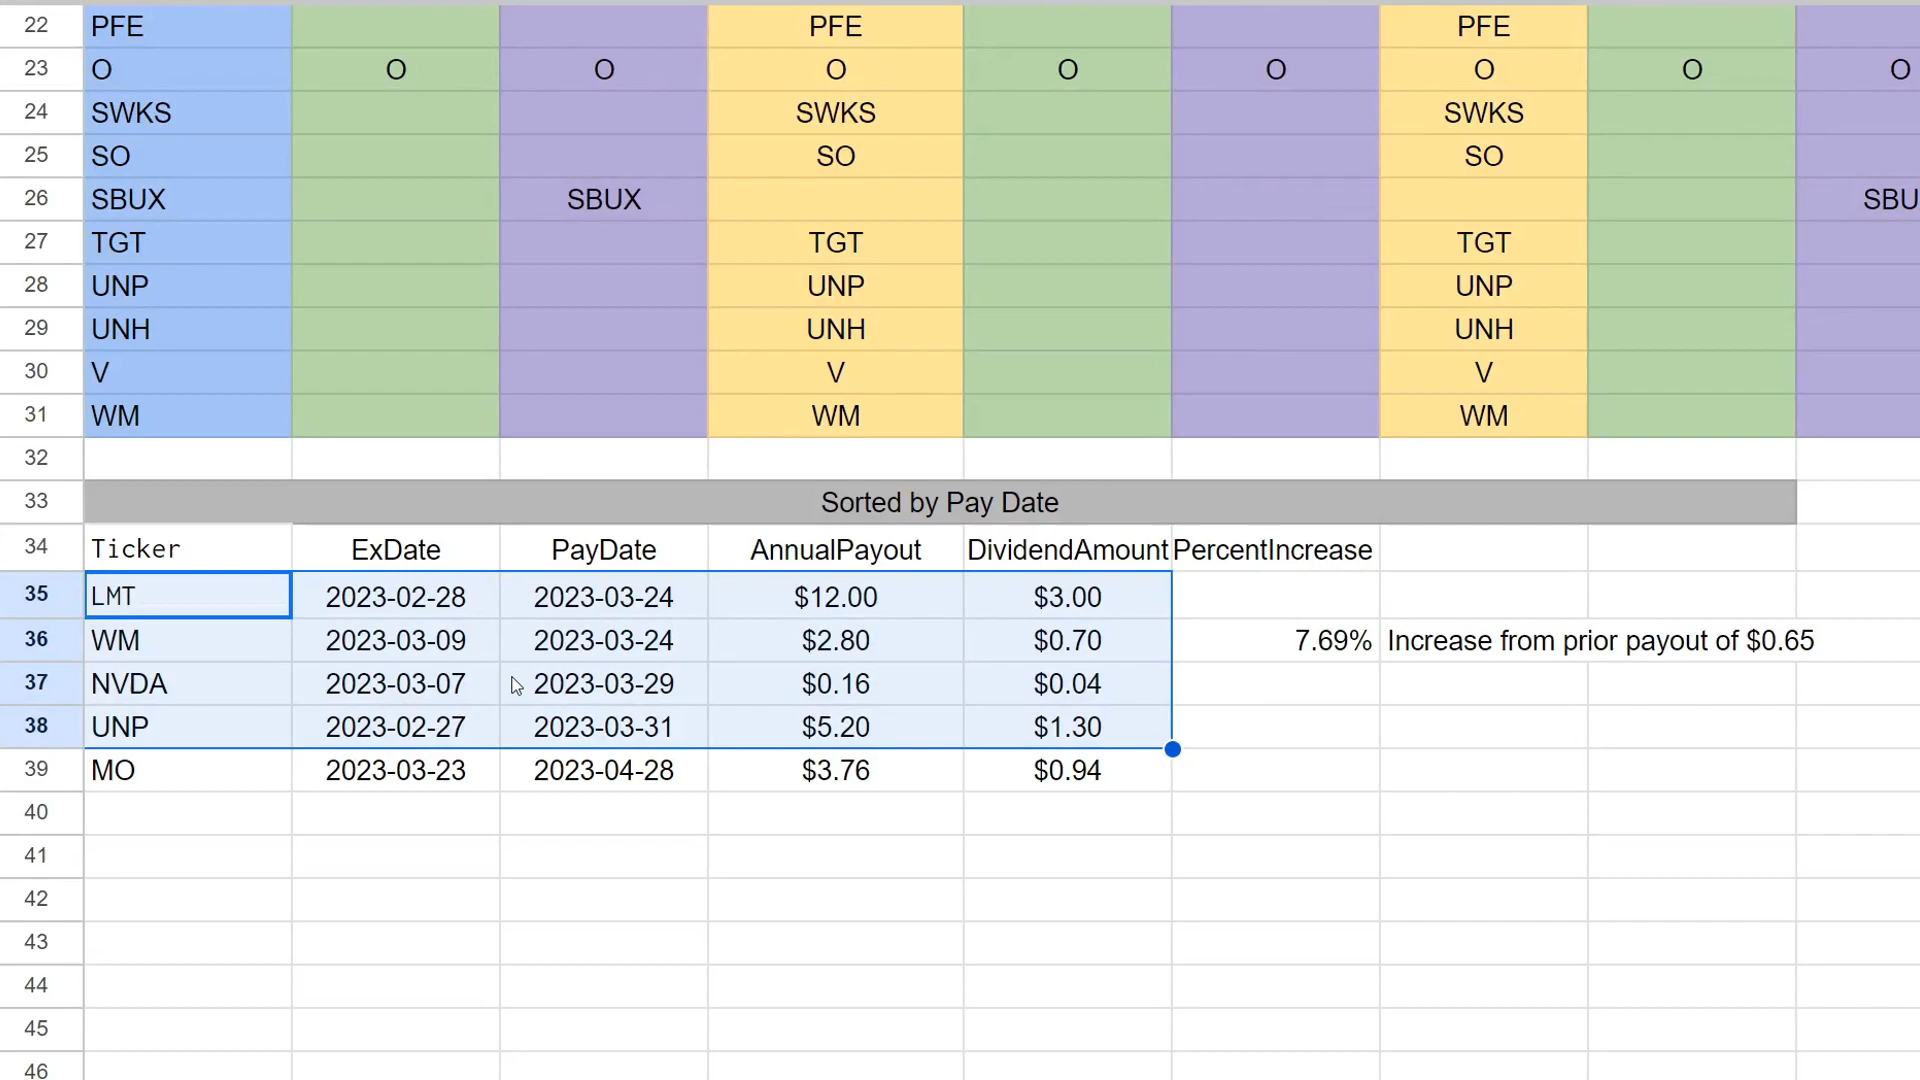 22 PFE PFE PFE
23 O O O O O O O O O
24 SWKS SWKS SWKS
25 SO SO SO
26 SBUX SBUX SBU
27 TGT TGT TGT
28 UNP UNP UNP
29 UNH UNH UNH
30 V V V
31 WM WM WM
32
33 Sorted by Pay Date
34 Ticker ExDate PayDate AnnualPayout DividendAmount PercentIncrease
35 LMT 2023-02-28 2023-03-24 $12.00 $3.00
36 WM 2023-03-09 2023-03-24 $2.80 $0.70 7.69% Increase from prior payout of $0.65
37 NVDA 2023-03-07 2023-03-29 $0.16 $0.04
38 UNP 2023-02-27 2023-03-31 $5.20 $1.30
39 MO 2023-03-23 2023-04-28 $3.76 $0.94
40
41
42
43
44
45
46